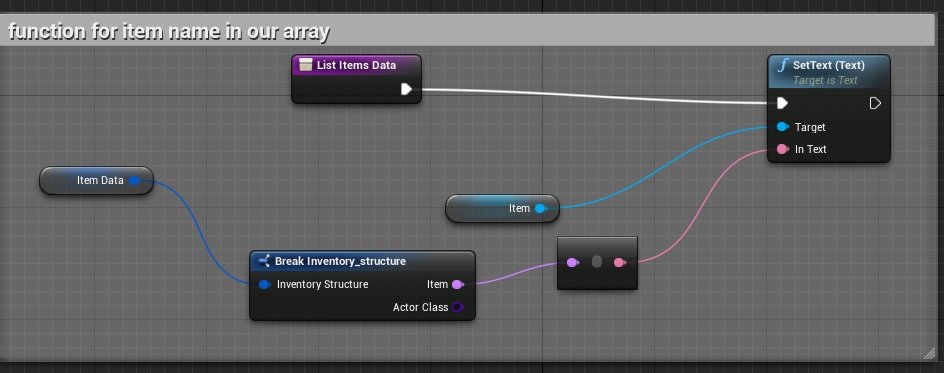 function for item name in our array
List Items Data
SetText (Text)
Target is Text
Target
In Text
Item Data
Item
Break Inventory_structure
Inventory Structure
Item
Actor Class